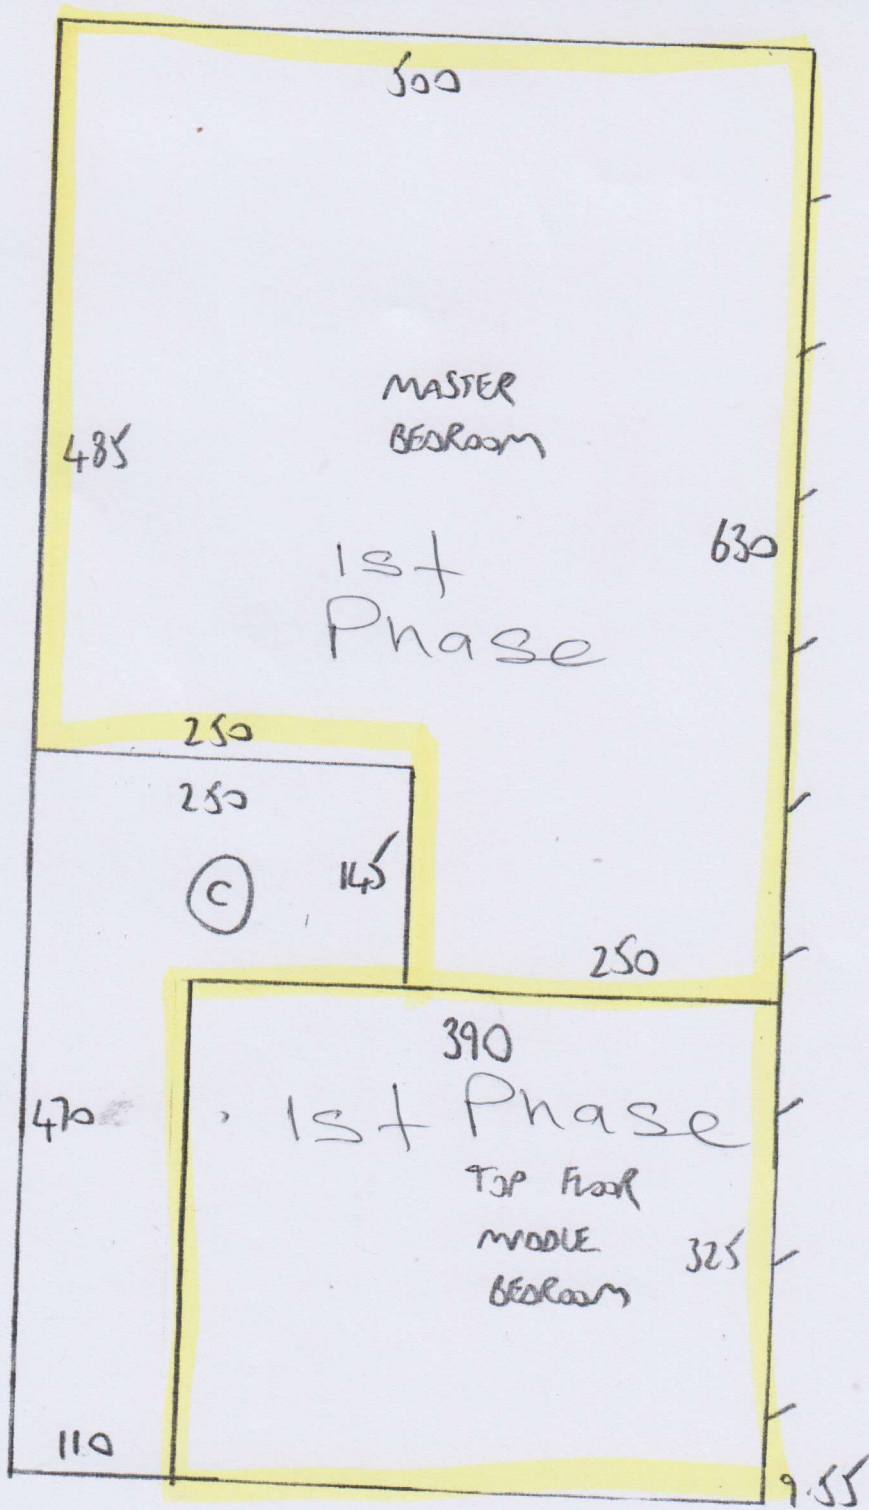 500
MASTER
BEDROOM
485
630
1st
Phase
250
250
145
C
250
390
470
1st Phase
TOP FLOOR
MIDDLE
325
BEDROOM
110
9.55